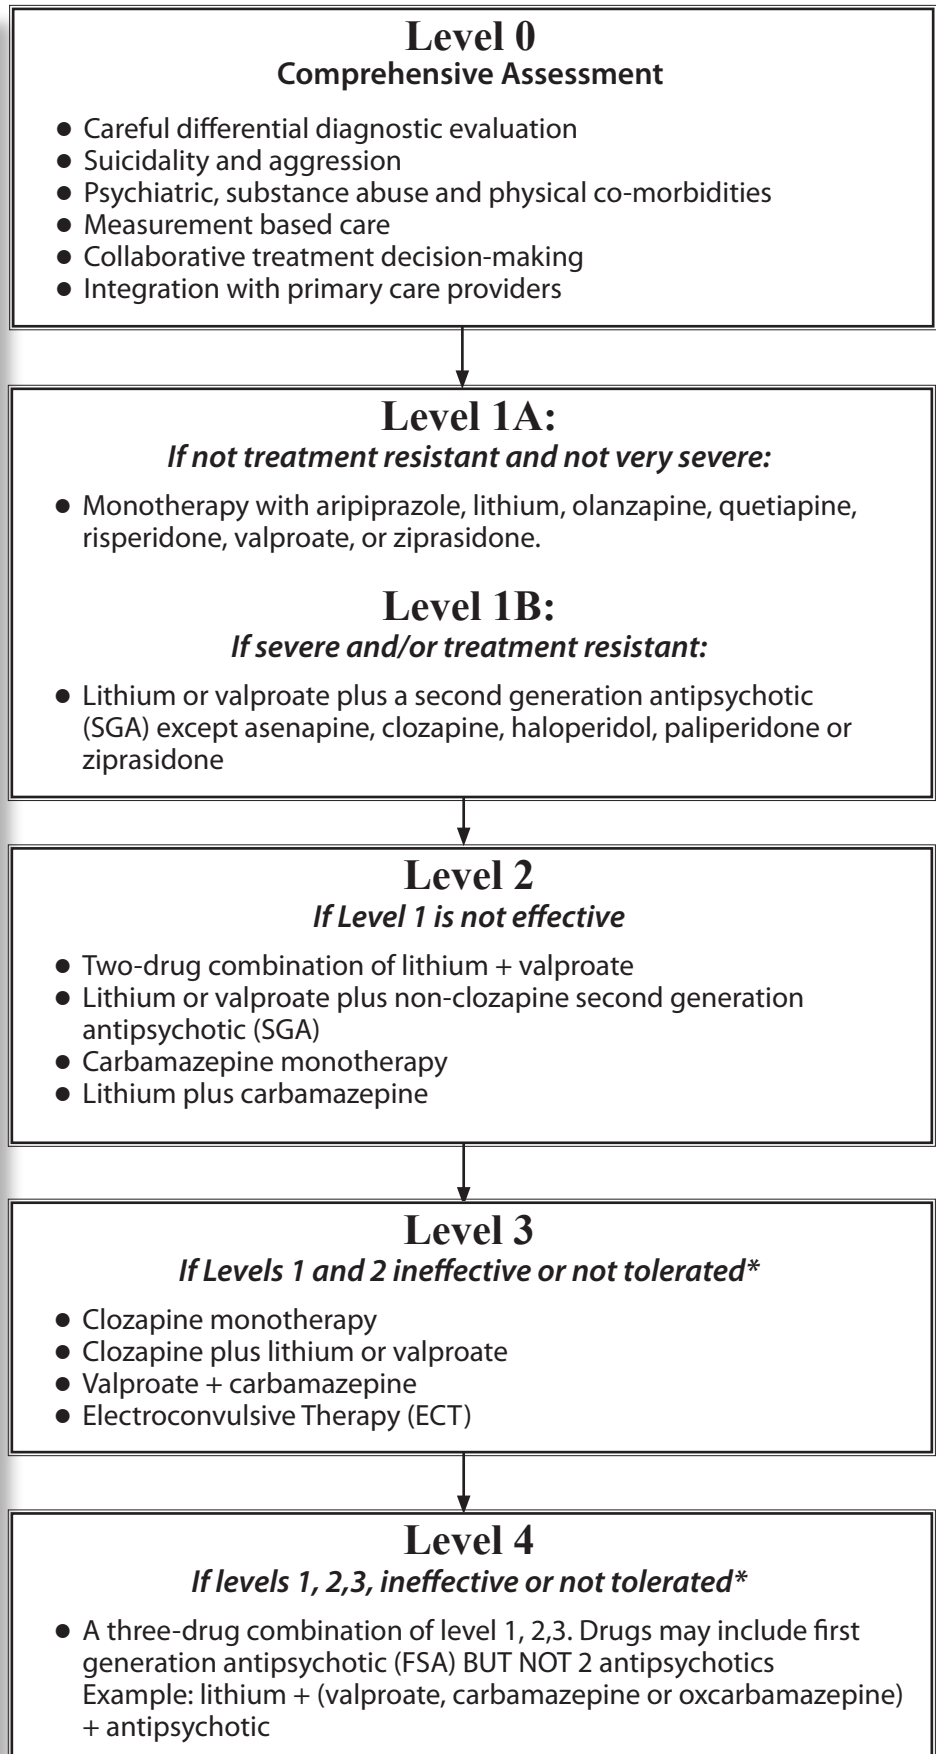 Level 0
Comprehensive Assessment
● Careful differential diagnostic evaluation
● Suicidality and aggression
● Psychiatric, substance abuse and physical co-morbidities
● Measurement based care
● Collaborative treatment decision-making
● Integration with primary care providers
Level 1A:
If not treatment resistant and not very severe:
● Monotherapy with aripiprazole, lithium, olanzapine, quetiapine,
risperidone, valproate, or ziprasidone.
Level 1B:
If severe and/or treatment resistant:
● Lithium or valproate plus a second generation antipsychotic
(SGA) except asenapine, clozapine, haloperidol, paliperidone or
ziprasidone
Level 2
If Level 1 is not effective
● Two-drug combination of lithium + valproate
● Lithium or valproate plus non-clozapine second generation
antipsychotic (SGA)
● Carbamazepine monotherapy
● Lithium plus carbamazepine
Level 3
If Levels 1 and 2 ineffective or not tolerated*
● Clozapine monotherapy
● Clozapine plus lithium or valproate
● Valproate + carbamazepine
● Electroconvulsive Therapy (ECT)
Level 4
If levels 1, 2,3, ineffective or not tolerated*
● A three-drug combination of level 1, 2,3. Drugs may include first
generation antipsychotic (FSA) BUT NOT 2 antipsychotics
Example: lithium + (valproate, carbamazepine or oxcarbamazepine)
+ antipsychotic